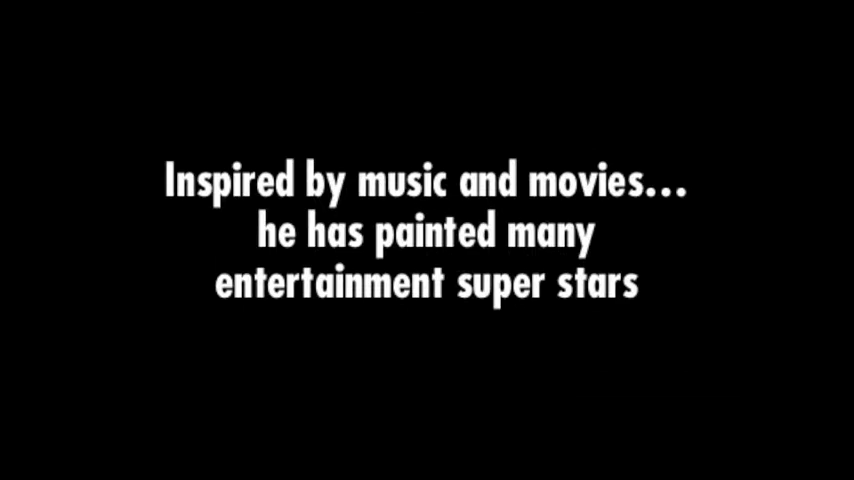 Inspired by music and movies...
he has painted many
entertainment super stars